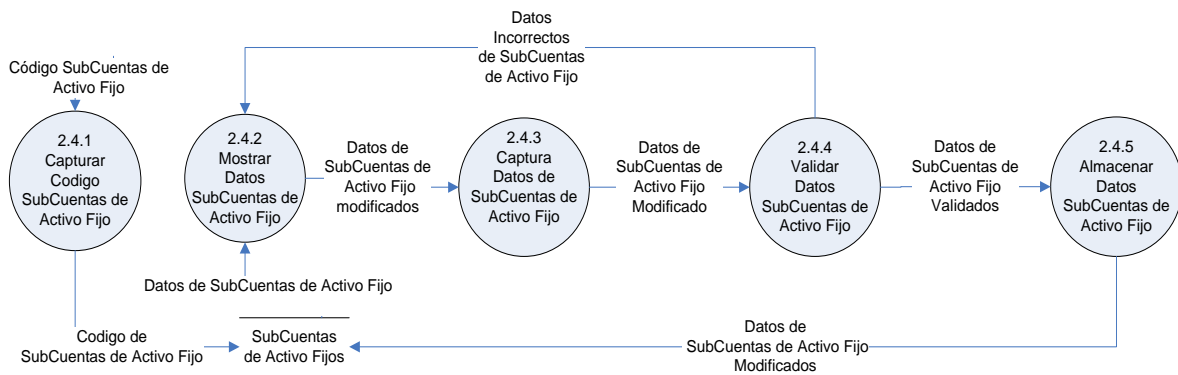 Datos
Incorrectos
de SubCuentas
de Activo Fijo
Código SubCuentas de
Activo Fijo
2.4.1
Capturar
Codigo
SubCuentas de
Activo Fijo
2.4.2
Mostrar
Datos
SubCuentas de
Activo Fijo
Datos de
SubCuentas de
Activo Fijo
modificados
2.4.3
Captura
Datos de
SubCuentas de
Activo Fijo
Datos de
SubCuentas de
Activo Fijo
Modificado
2.4.4
Validar
Datos
SubCuentas de
Activo Fijo
Datos de
SubCuentas de
Activo Fijo
Validados
2.4.5
Almacenar
Datos
SubCuentas de
Activo Fijo
Datos de SubCuentas de Activo Fijo
Codigo de
SubCuentas de Activo Fijo
SubCuentas
de Activo Fijos
Datos de
SubCuentas de Activo Fijo
Modificados